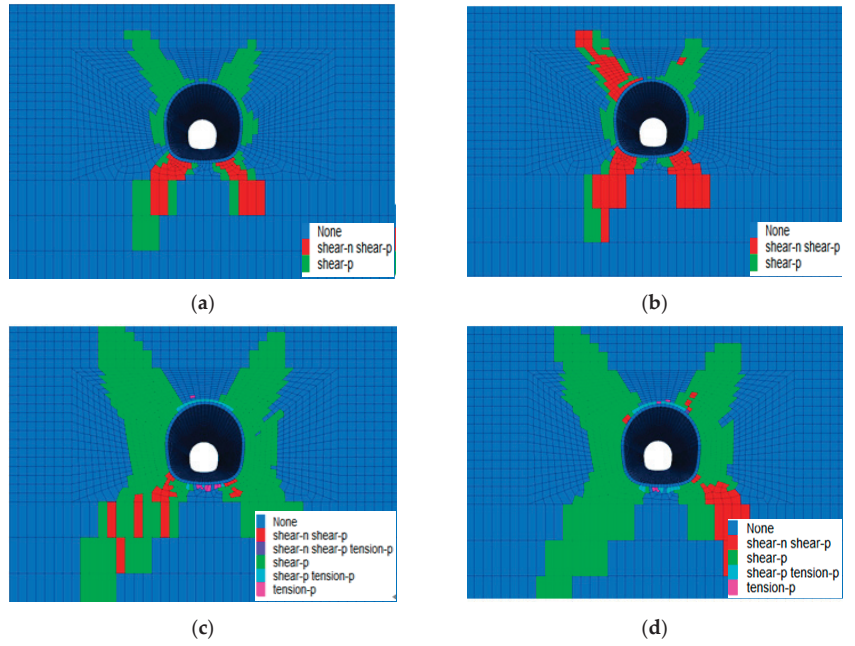 None
shear-n shear-p
shear-p
(a)
None
shear-n shear-p
shear-p
(b)
None
shear-n shear-p
shear-n shear-p tension-p
shear-p
shear-p tension-p
tension-p
(c)
None
shear-n shear-p
shear-p
shear-p tension-p
tension-p
(d)